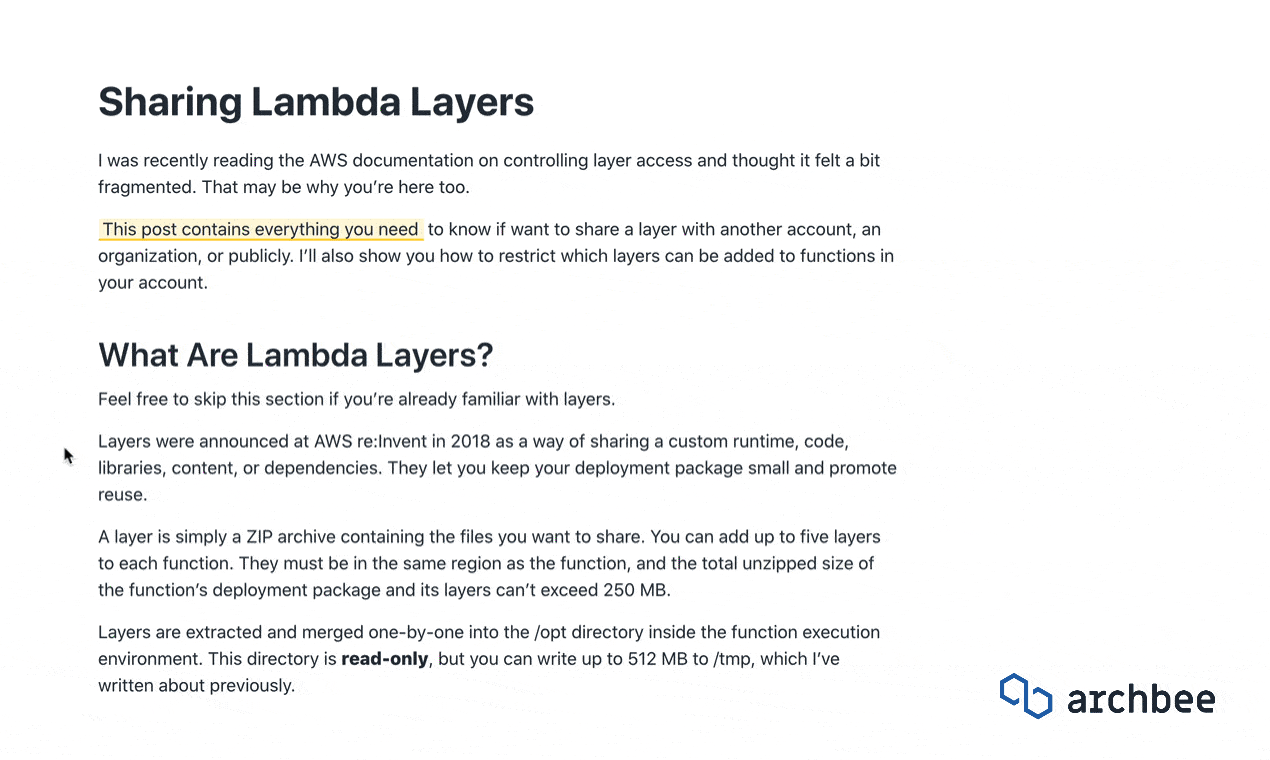 Sharing Lambda Layers
I was recently reading the AWS documentation on controlling layer access and thought it felt a bit
fragmented. That may be why you’re here too.
This post contains everything you need to know if want to share a layer with another account, an
organization, or publicly. I’ll also show you how to restrict which layers can be added to functions in
your account.
What Are Lambda Layers?
Feel free to skip this section if you’re already familiar with layers.
Layers were announced at AWS re:Invent in 2018 as a way of sharing a custom runtime, code,
libraries, content, or dependencies. They let you keep your deployment package small and promote
reuse.
A layer is simply a ZIP archive containing the files you want to share. You can add up to five layers
to each function. They must be in the same region as the function, and the total unzipped size of
the function’s deployment package and its layers can’t exceed 250 MB.
Layers are extracted and merged one-by-one into the /opt directory inside the function execution
environment. This directory is read-only, but you can write up to 512 MB to /tmp, which I’ve
written about previously.
archbee